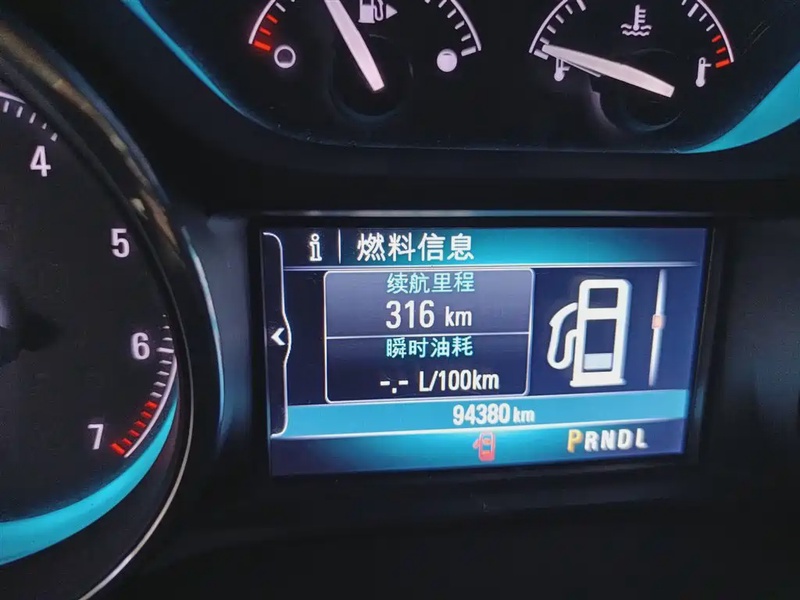 4
5
6
7
i 燃料信息
续航里程
316 km
瞬时油耗
-.- L/100km
94380 km
PRNDL